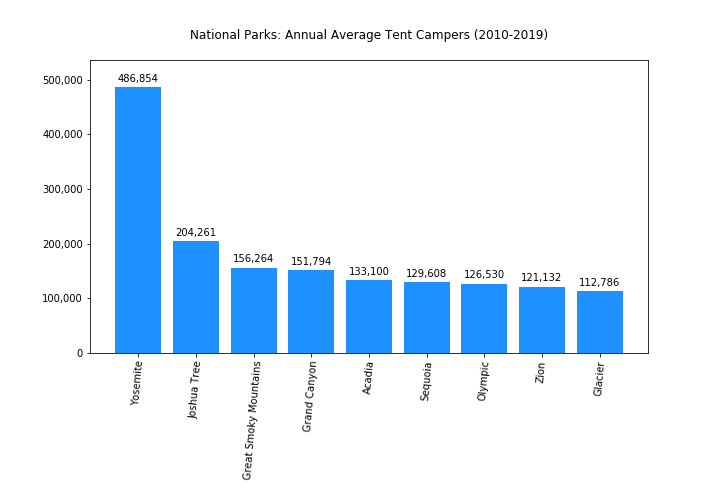 National Parks: Annual Average Tent Campers (2010-2019)
500,000
400,000
300,000
200,000
100,000
0
486,854
204,261
156,264
151,794
133,100
129,608
126,530
121,132
112,786
Yosemite
Joshua Tree
Great Smoky Mountains
Grand Canyon
Acadia
Sequoia
Olympic
Zion
Glacier